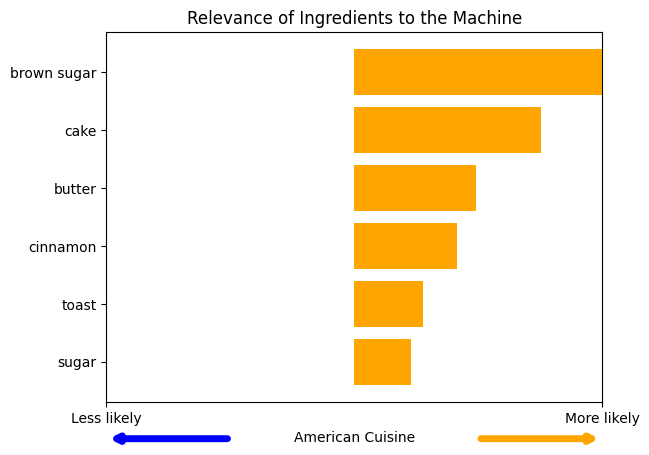 Relevance of Ingredients to the Machine
brown sugar
cake
butter
cinnamon
toast
sugar
Less likely
More likely
American Cuisine